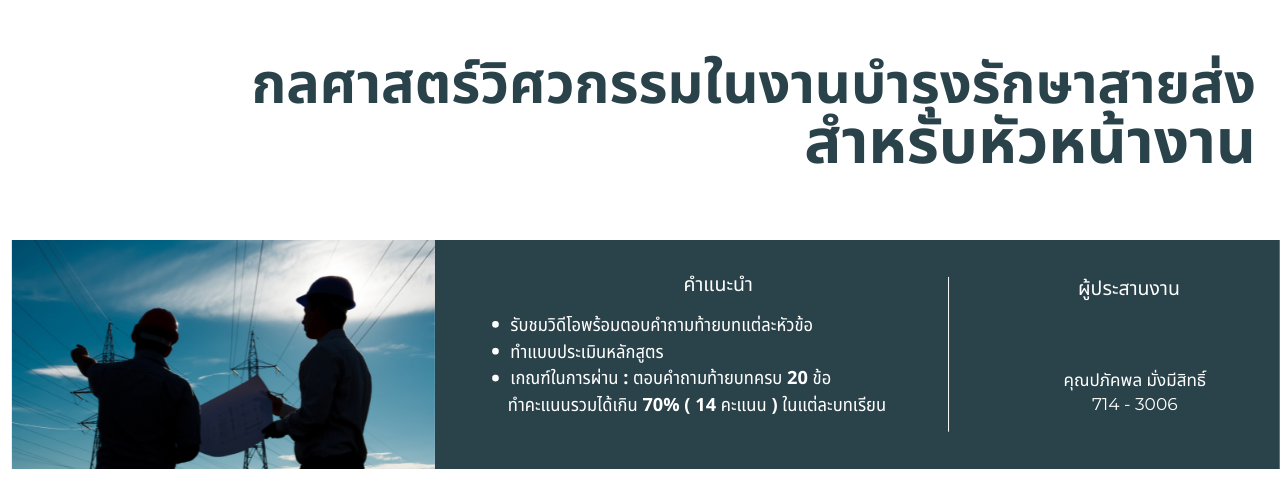 กลศาสตร์วิศวกรรมในงานบำรุงรักษาสายส่ง
สำหรับหัวหน้างาน
คำแนะนำ
• รับชมวิดีโอพร้อมตอบคำถามท้ายบทแต่ละหัวข้อ
• ทำแบบประเมินหลักสูตร
• เกณฑ์ในการผ่าน : ตอบคำถามท้ายบทครบ 20 ข้อ
ทำคะแนนรวมได้เกิน 70% ( 14 คะแนน ) ในแต่ละบทเรียน
ผู้ประสานงาน
คุณปภัคพล มั่งมีสิทธิ์
714 - 3006